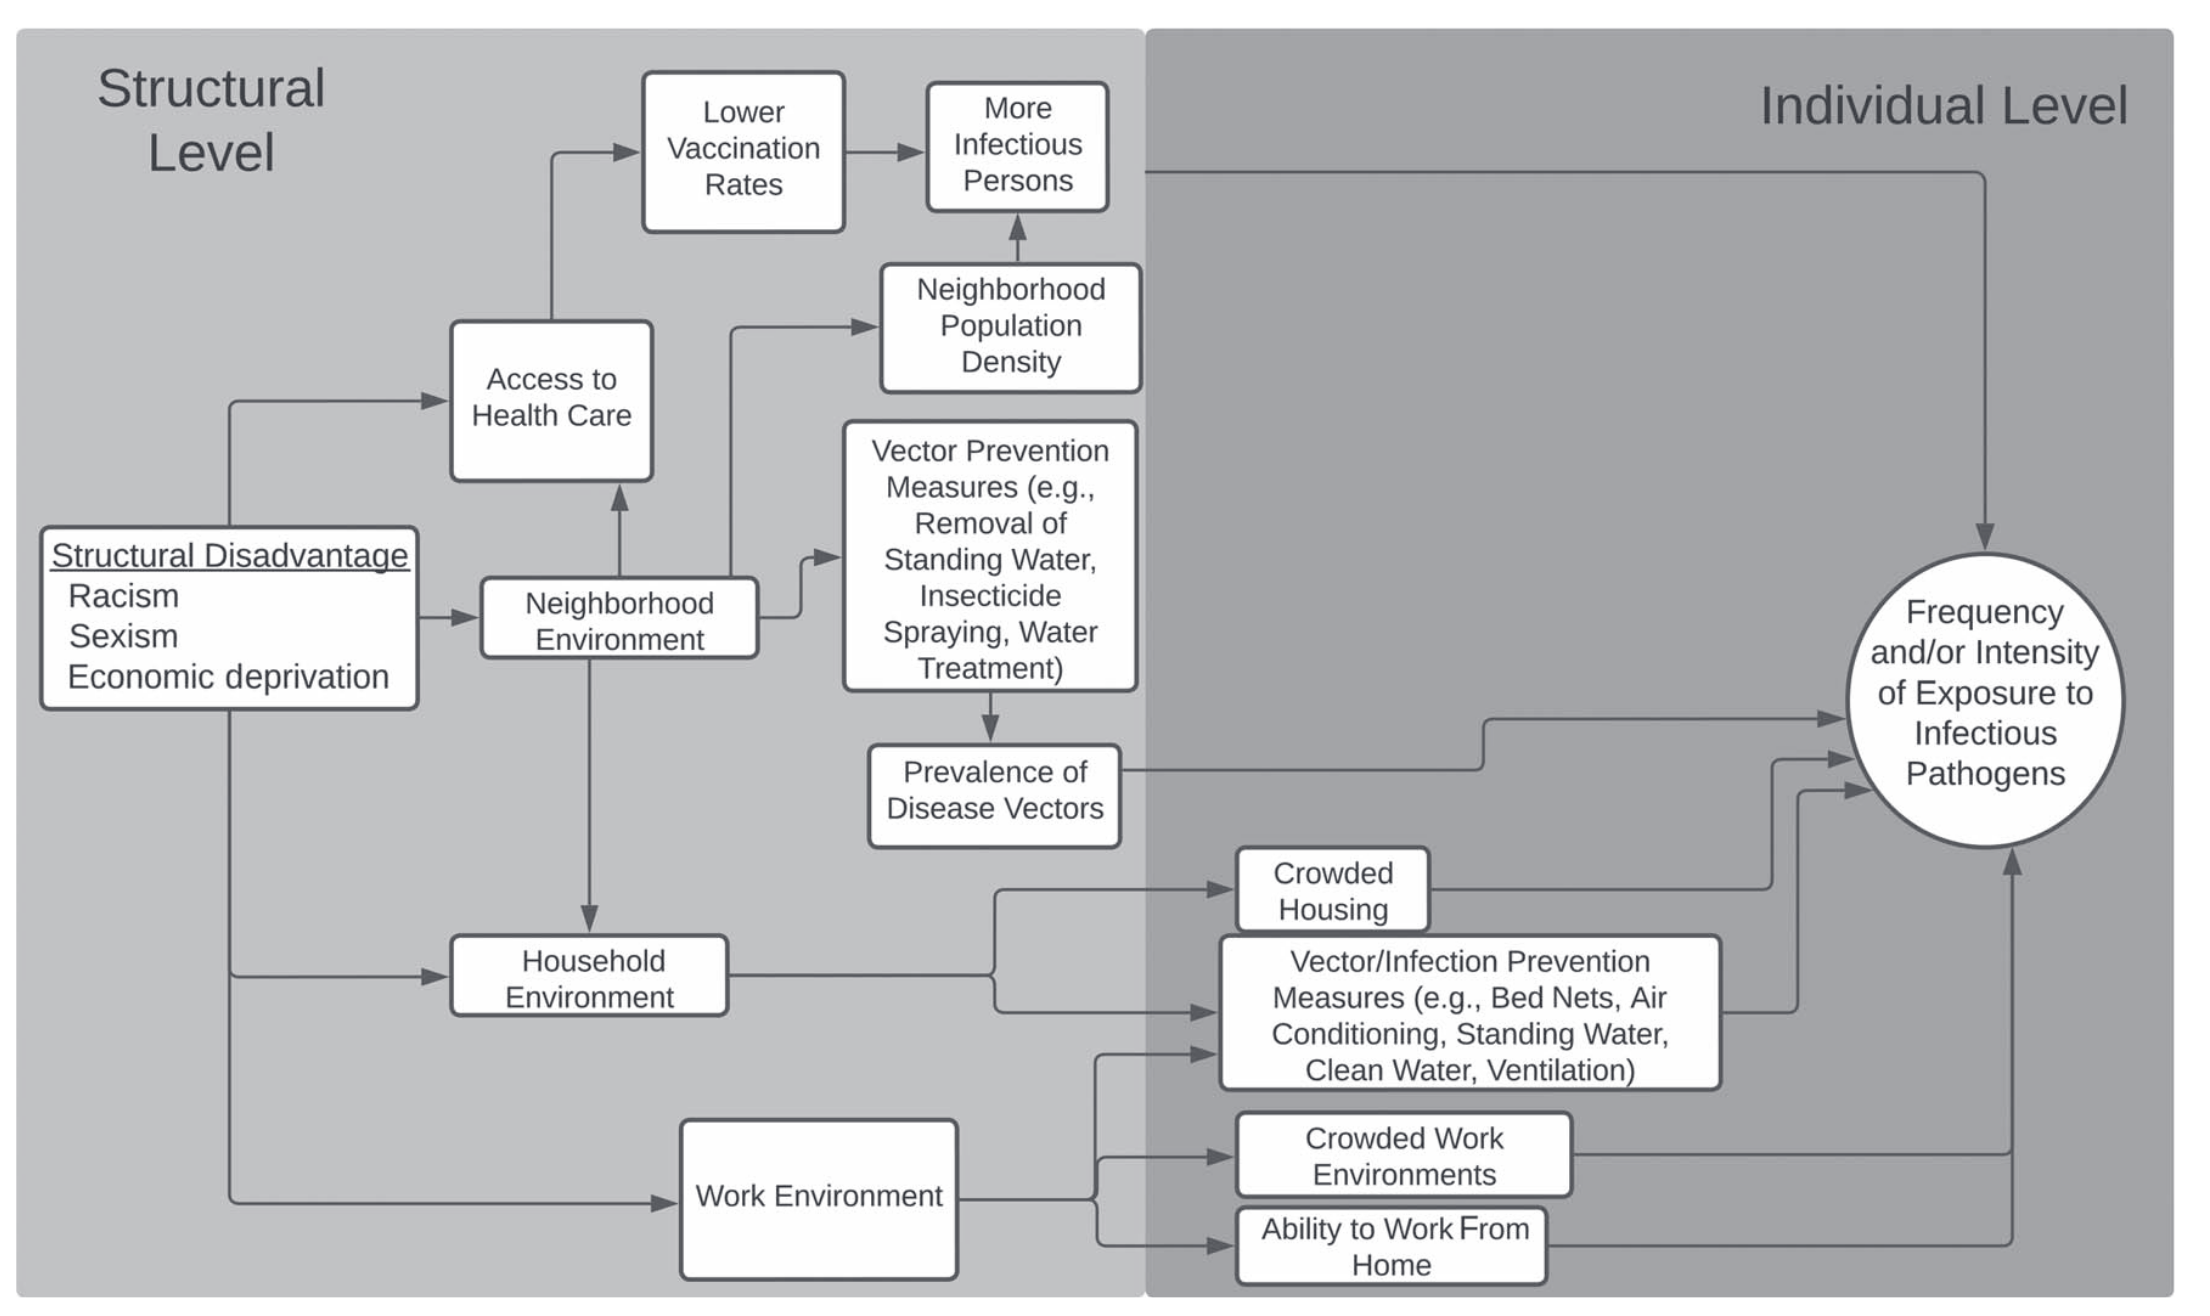 Structural
Level
Individual Level
Lower
Vaccination
Rates
More
Infectious
Persons
Neighborhood
Population
Density
Access to
Health Care
Vector Prevention
Measures (e.g.,
Removal of
Standing Water,
Insecticide
Spraying, Water
Treatment)
Structural Disadvantage
Racism
Sexism
Economic deprivation
Neighborhood
Environment
Frequency
and/or Intensity
of Exposure to
Infectious
Pathogens
Prevalence of
Disease Vectors
Crowded
Housing
Household
Environment
Vector/Infection Prevention
Measures (e.g., Bed Nets, Air
Conditioning, Standing Water,
Clean Water, Ventilation)
Crowded Work
Environments
Work Environment
Ability to Work From
Home